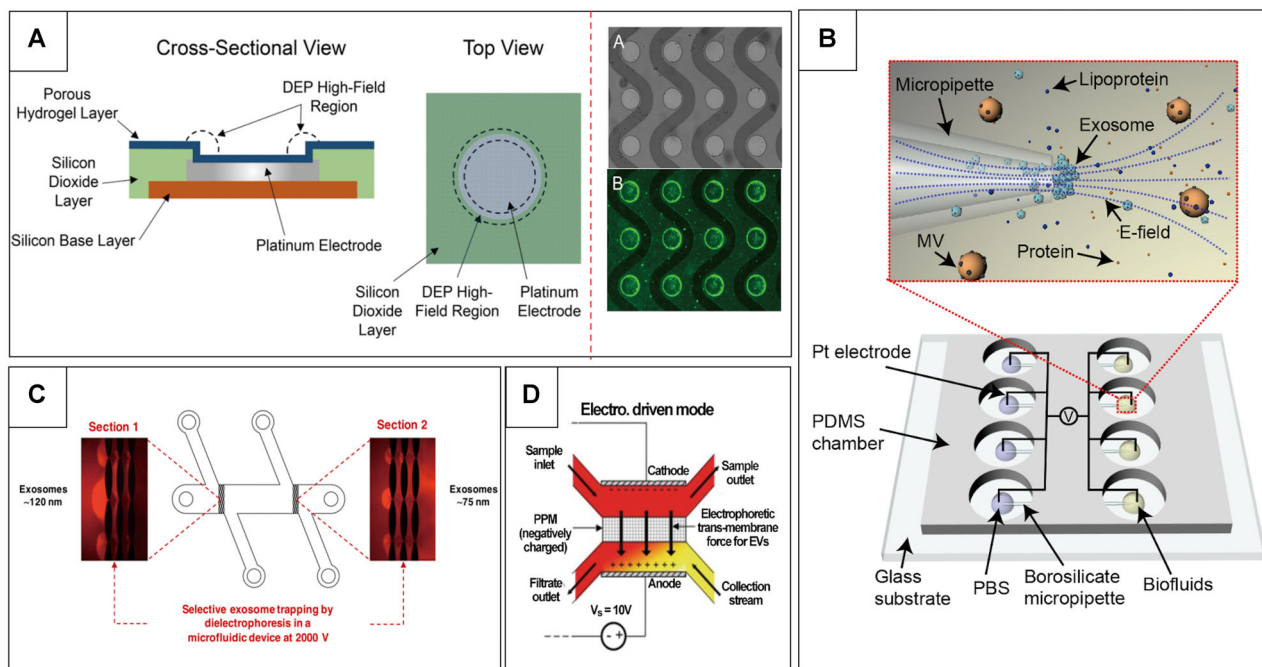 A
Cross-Sectional View
Top View
DEP High-Field
Region
Porous
Hydrogel Layer
Silicon
Dioxide
Layer
Silicon Base Layer
Platinum Electrode
Silicon
Dioxide
Layer
DEP High-
Field Region
Platinum
Electrode
A
B
B
Micropipette
Lipoprotein
Exosome
E-field
Protein
MV
Pt electrode
PDMS
chamber
V
Glass
substrate
PBS
Borosilicate
micropipette
Biofluids
C
Section 1
Section 2
Exosomes
~120 nm
Exosomes
~75 nm
Selective exosome trapping by
dielectrophoresis in a
microfluidic device at 2000 V
D
Electro. driven mode
Sample
inlet
Cathode
Sample
outlet
PPM
(negatively
charged)
Electrophoretic
trans-membrane
force for EVs
Filtrate
outlet
Anode
Collection
stream
Vs = 10V
- +